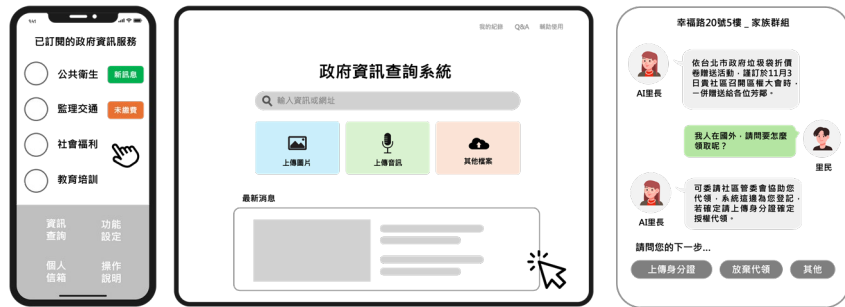 9:41
已訂閱的政府資訊服務
公共衛生
新訊息
監理交通
未繳費
社會福利
教育培訓
資訊
查詢
功能
設定
個人
信箱
操作
說明
我的紀錄 Q&A 輔助使用
政府資訊查詢系統
輸入資訊或網址
上傳圖片
上傳音訊
其他檔案
最新消息
幸福路20號5樓 _ 家族群組
依台北市政府垃圾袋折價
卷贈送活動，謹訂於11月3
日貴社區召開區權大會時，
一併贈送給各位芳鄰。
AI里長
我人在國外，請問要怎麼
領取呢？
里民
可委請社區管委會協助您
代領，系統這邊為您登記，
若確定請上傳身分證確定
授權代領。
AI里長
請問您的下一步...
上傳身分證
放棄代領
其他